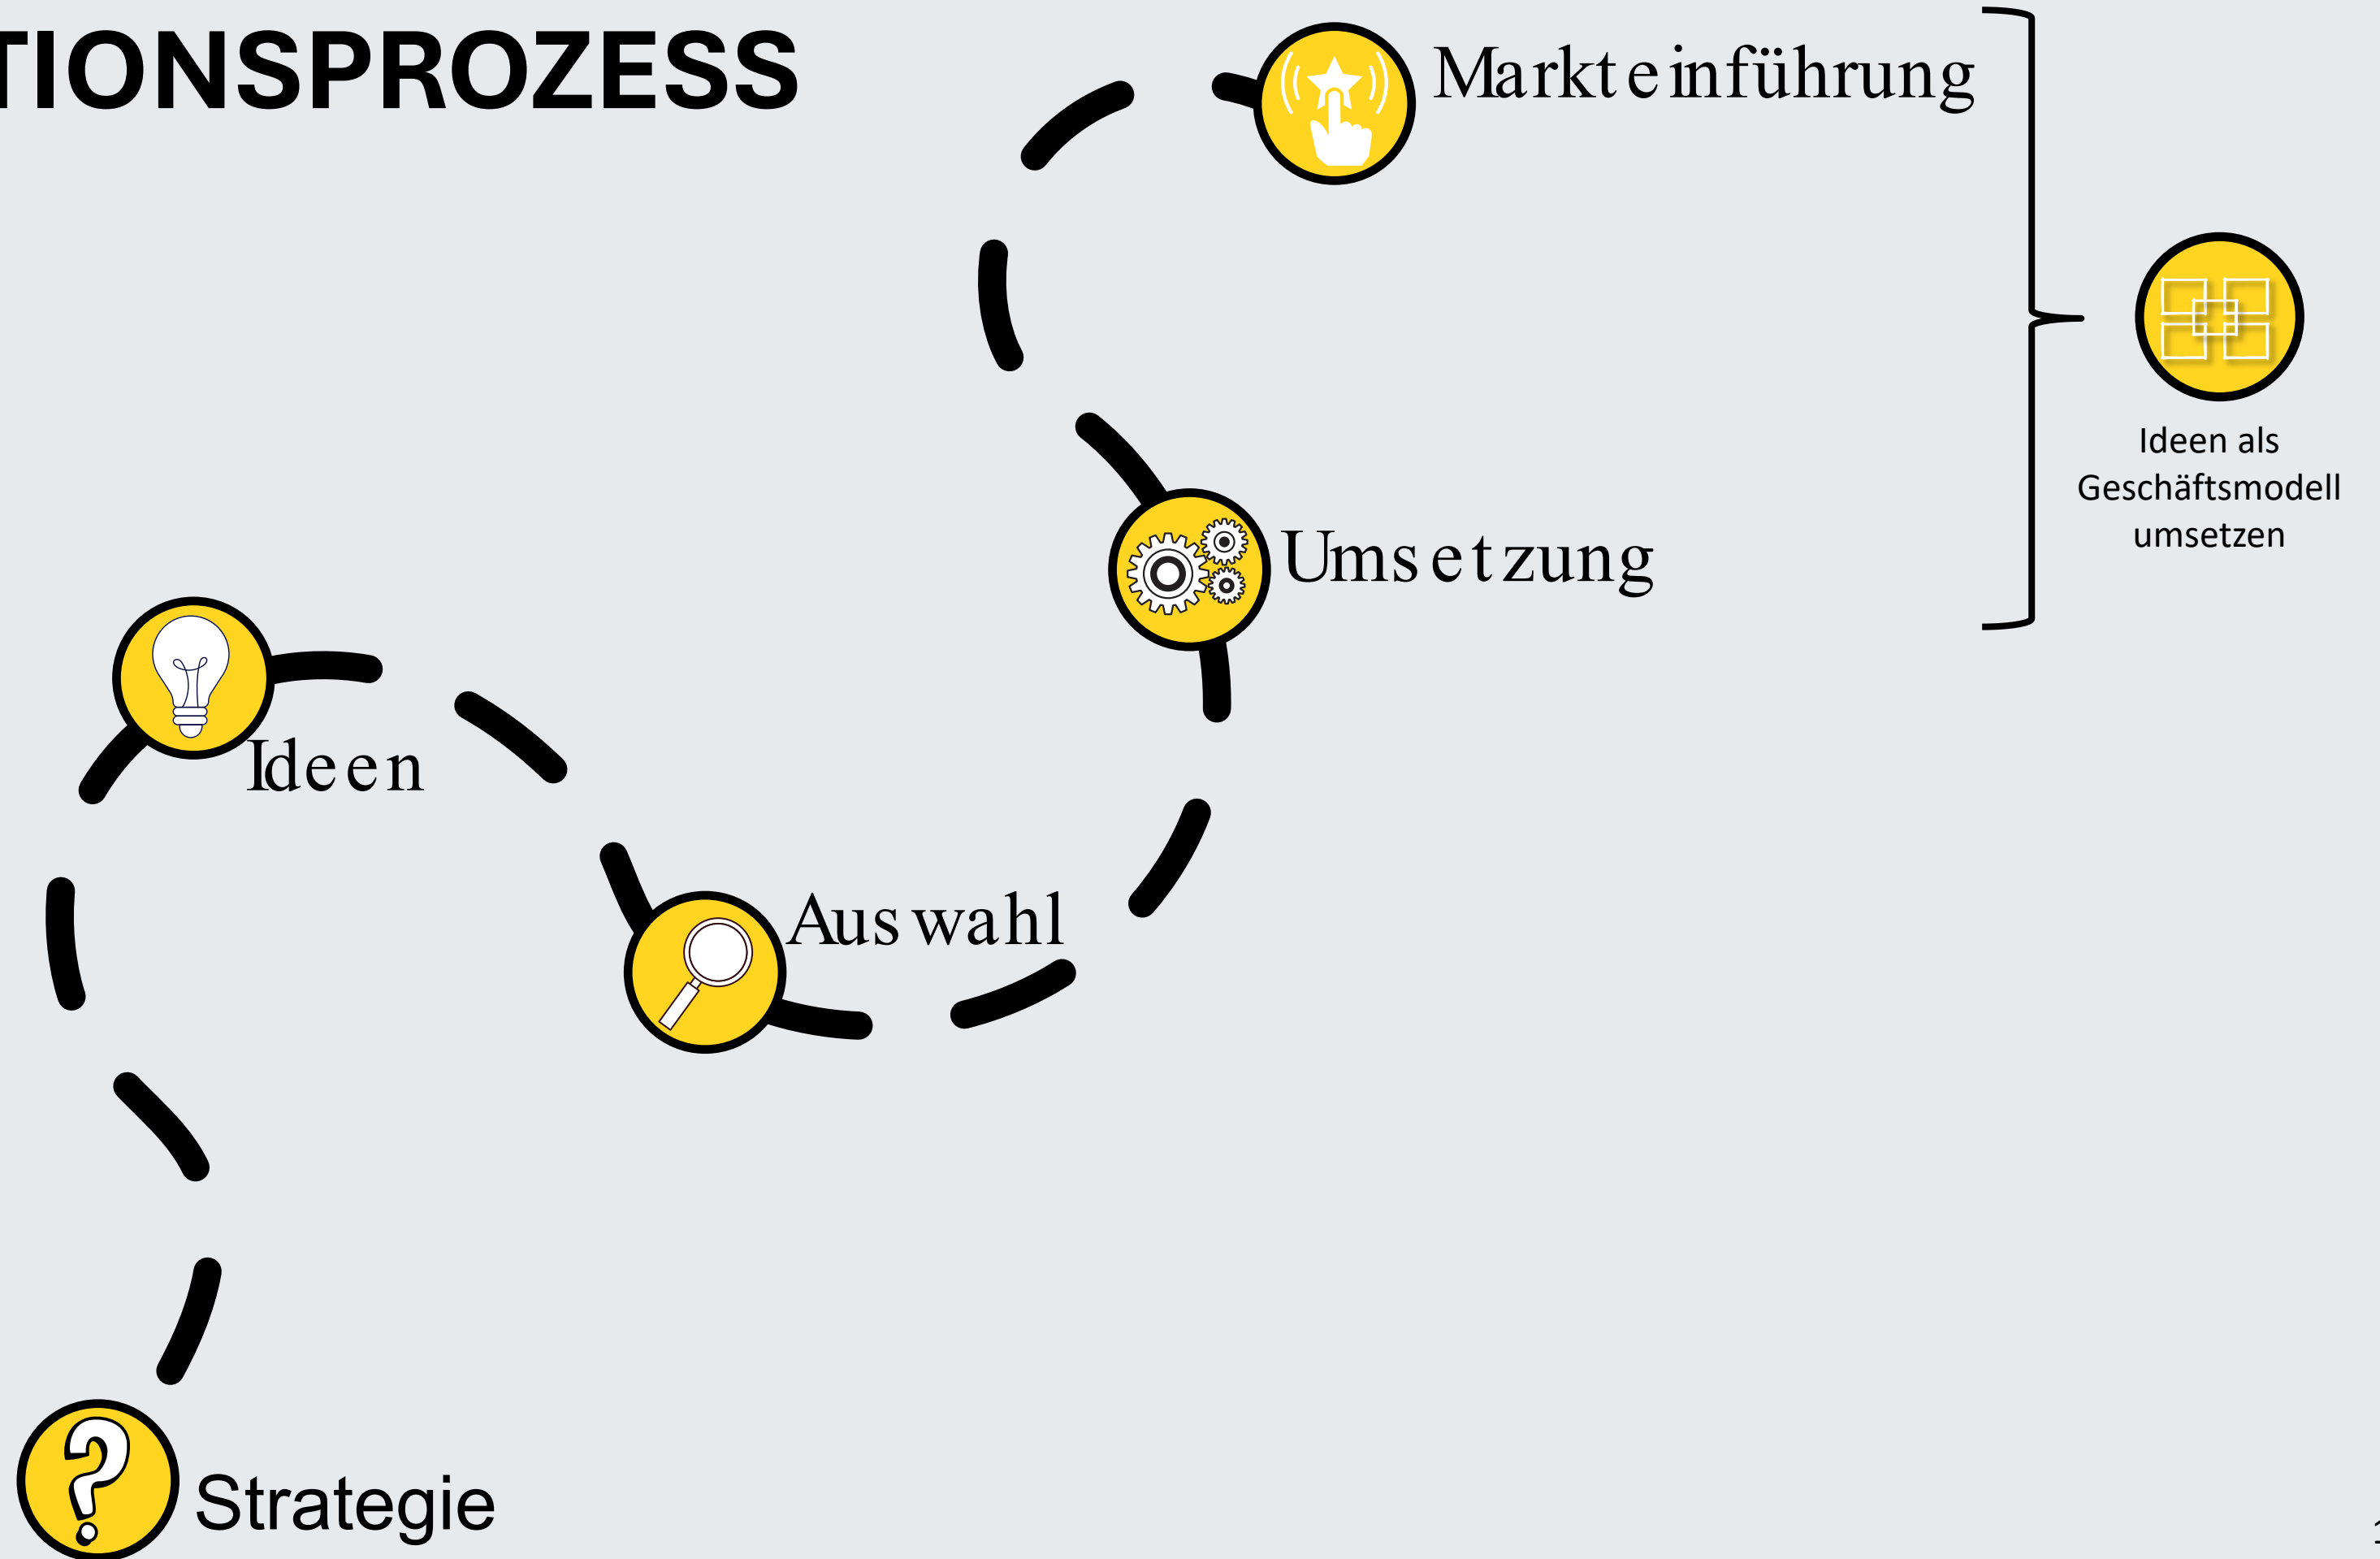 TIONSPROZESS
Markteinführung
Ideen als
Geschäftsmodell
umsetzen
Umsetzung
Ideen
Auswahl
Strategie